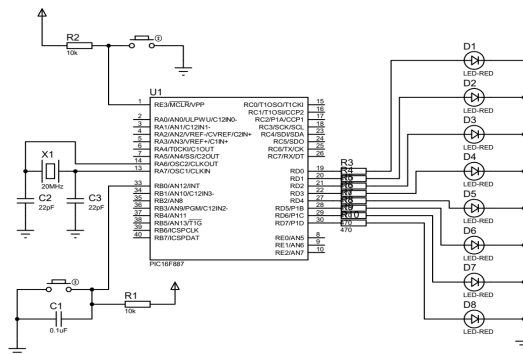 R2
10k
U1
1 RE3/MCLR/VPP
2 RA0/AN0/ULPWU/C12IN0-
3 RA1/AN1/C12IN1-
4 RA2/AN2/VREF-/CVREF/C2IN+
5 RA3/AN3/VREF+/C1IN+
6 RA4/T0CKI/C1OUT
7 RA5/AN4/SS/C2OUT
14 RA6/OSC2/CLKOUT
13 RA7/OSC1/CLKIN
33 RB0/AN12/INT
34 RB1/AN10/C12IN3-
35 RB2/AN8
36 RB3/AN9/PGM/C12IN2-
37 RB4/AN11
38 RB5/AN13/T1G
39 RB6/ICSPCLK
40 RB7/ICSPDAT
PIC16F887
RC0/T1OSO/T1CKI 15
RC1/T1OSI/CCP2 16
RC2/P1A/CCP1 17
RC3/SCK/SCL 18
RC4/SDI/SDA 23
RC5/SDO 24
RC6/TX/CK 25
RC7/RX/DT 26
RD0 19
RD1 20
RD2 21
RD3 22
RD4 27
RD5/P1B 28
RD6/P1C 29
RD7/P1D 30
RE0/AN5 8
RE1/AN6 9
RE2/AN7 10
X1
20MHz
C2
22pF
C3
22pF
C1
0.1uF
R1
10k
R3
R4
R5
R6
R7
R8
R9
R10
470
470
D1
LED-RED
D2
LED-RED
D3
LED-RED
D4
LED-RED
D5
LED-RED
D6
LED-RED
D7
LED-RED
D8
LED-RED